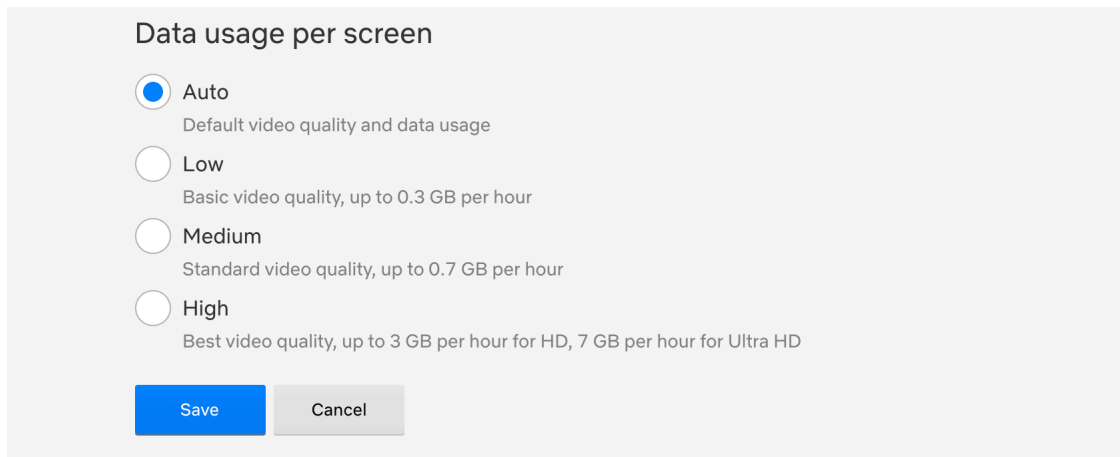 Data usage per screen
Auto
Default video quality and data usage
Low
Basic video quality, up to 0.3 GB per hour
Medium
Standard video quality, up to 0.7 GB per hour
High
Best video quality, up to 3 GB per hour for HD, 7 GB per hour for Ultra HD
Save Cancel